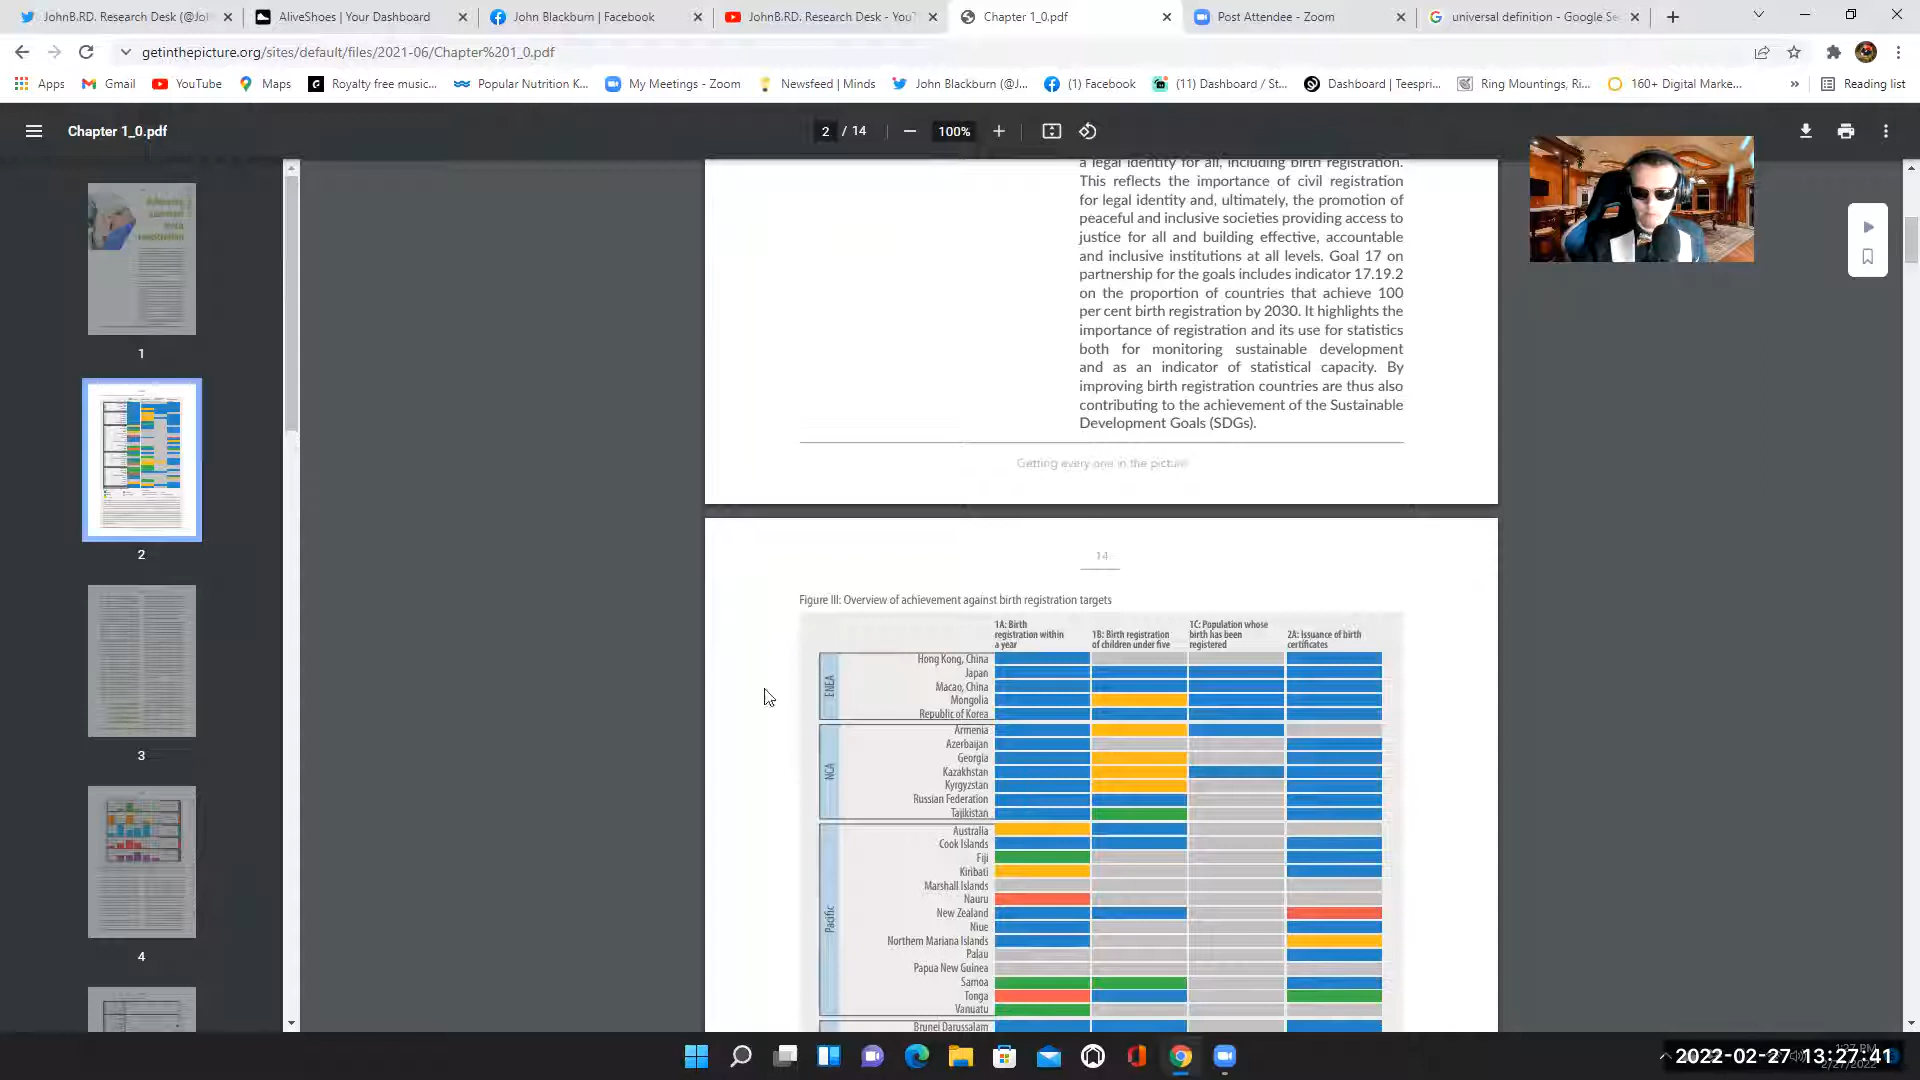 JohnB.RD. Research Desk (@Jo
AliveShoes | Your Dashboard
John Blackburn | Facebook
JohnB.RD. Research Desk - You
Chapter 1_0.pdf
Post Attendee - Zoom
universal definition - Google Se
getinthepicture.org/sites/default/files/2021-06/Chapter%201_0.pdf
Apps
Gmail
YouTube
Maps
Royalty free music...
Popular Nutrition K...
My Meetings - Zoom
Newsfeed | Minds
John Blackburn (@J...
(1) Facebook
(11) Dashboard / St...
Dashboard | Teespri...
Ring Mountings, Ri...
160+ Digital Marke...
»
Reading list
Chapter 1_0.pdf
2 / 14
100%
1
2
3
4
a legal identity for all, including birth registration.
This reflects the importance of civil registration
for legal identity and, ultimately, the promotion of
peaceful and inclusive societies providing access to
justice for all and building effective, accountable
and inclusive institutions at all levels. Goal 17 on
partnership for the goals includes indicator 17.19.2
on the proportion of countries that achieve 100
per cent birth registration by 2030. It highlights the
importance of registration and its use for statistics
both for monitoring sustainable development
and as an indicator of statistical capacity. By
improving birth registration countries are thus also
contributing to the achievement of the Sustainable
Development Goals (SDGs).
Getting every one in the picture
14
Figure III: Overview of achievement against birth registration targets
1A: Birth
registration within
a year
1B: Birth registration
of children under five
1C: Population whose
birth has been
registered
2A: Issuance of birth
certificates
ENEA
Hong Kong, China
Japan
Macao, China
Mongolia
Republic of Korea
NCA
Armenia
Azerbaijan
Georgia
Kazakhstan
Kyrgyzstan
Russian Federation
Tajikistan
Pacific
Australia
Cook Islands
Fiji
Kiribati
Marshall Islands
Nauru
New Zealand
Niue
Northern Mariana Islands
Palau
Papua New Guinea
Samoa
Tonga
Vanuatu
Brunei Darussalam
2022-02-27 13:27:41